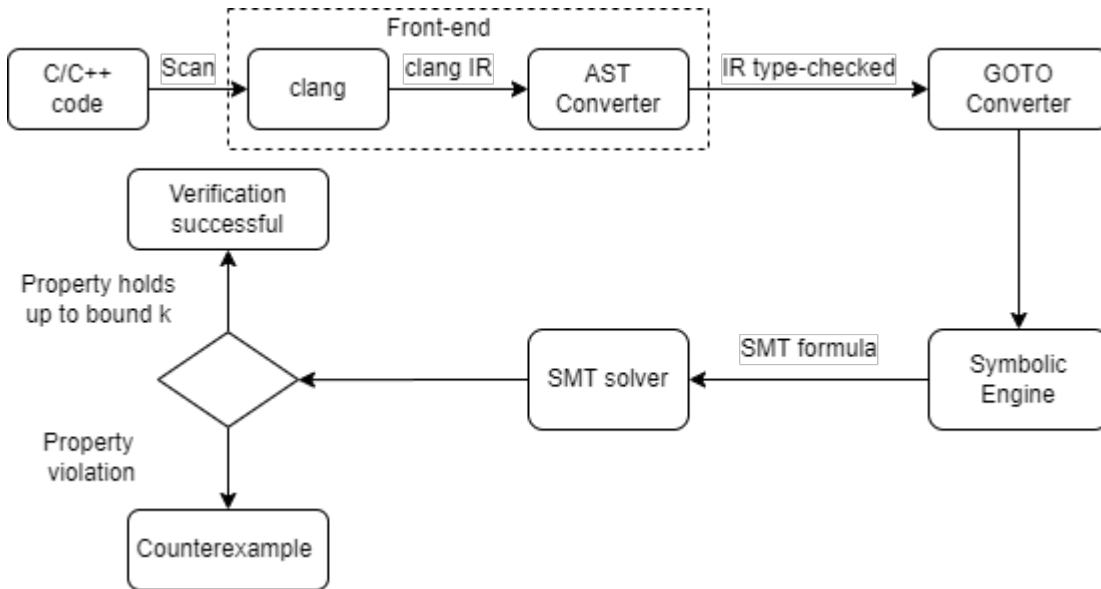 Front-end
C/C++
code
Scan
clang
clang IR
AST
Converter
IR type-checked
GOTO
Converter
Verification
successful
Property holds
up to bound k
SMT solver
SMT formula
Symbolic
Engine
Property
violation
Counterexample